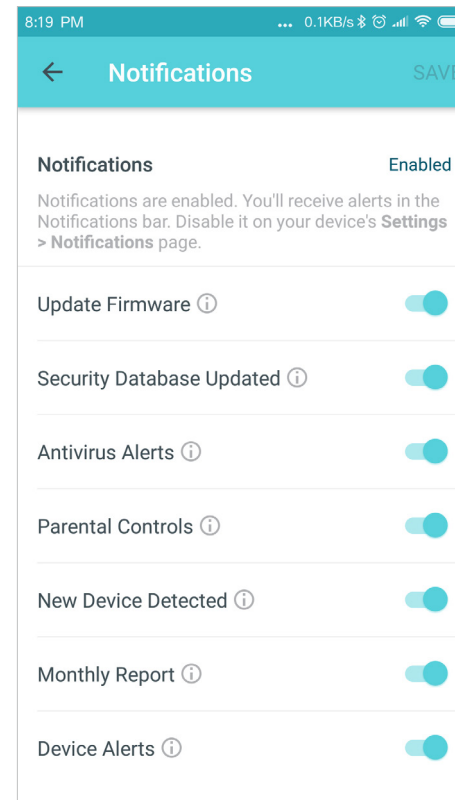 8:19 PM ... 0.1KB/s
Notifications SAVE
Notifications Enabled
Notifications are enabled. You'll receive alerts in the
Notifications bar. Disable it on your device's Settings
> Notifications page.
Update Firmware
Security Database Updated
Antivirus Alerts
Parental Controls
New Device Detected
Monthly Report
Device Alerts